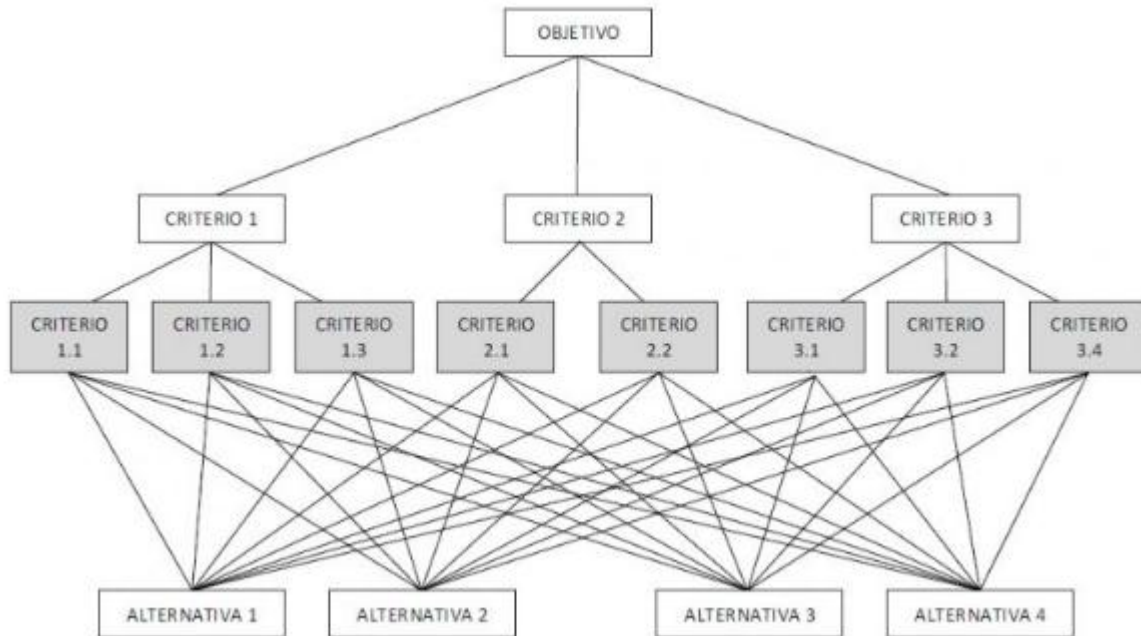 OBJETIVO
CRITERIO 1
CRITERIO 2
CRITERIO 3
CRITERIO
1.1
CRITERIO
1.2
CRITERIO
1.3
CRITERIO
2.1
CRITERIO
2.2
CRITERIO
3.1
CRITERIO
3.2
CRITERIO
3.4
ALTERNATIVA 1
ALTERNATIVA 2
ALTERNATIVA 3
ALTERNATIVA 4